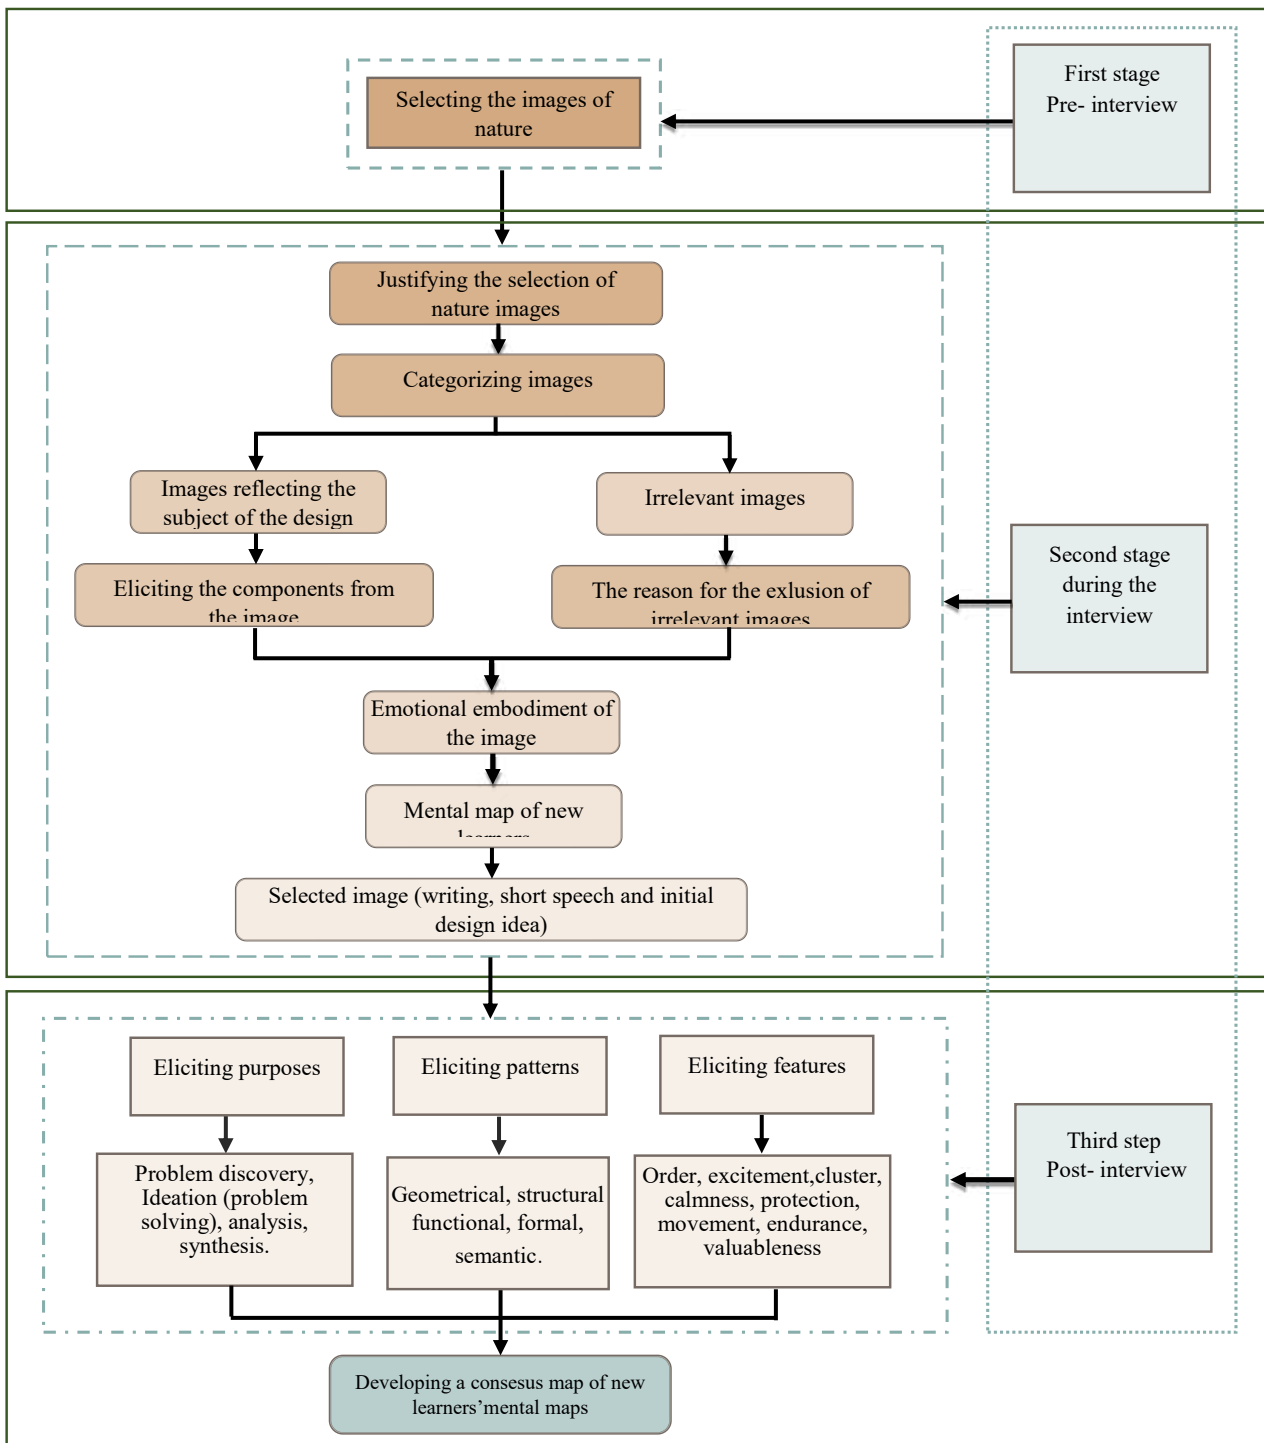 First stage
Pre- interview
Selecting the images of
nature
Justifying the selection of
nature images
Categorizing images
Images reflecting the
subject of the design
Irrelevant images
Eliciting the components from
the image
The reason for the exlusion of
irrelevant images
Second stage
during the
interview
Emotional embodiment of
the image
Mental map of new
learners
Selected image (writing, short speech and initial
design idea)
Eliciting purposes
Eliciting patterns
Eliciting features
Problem discovery,
Ideation (problem
solving), analysis,
synthesis.
Geometrical, structural
functional, formal,
semantic.
Order, excitement,cluster,
calmness, protection,
movement, endurance,
valuableness
Third step
Post- interview
Developing a consesus map of new
learners’mental maps